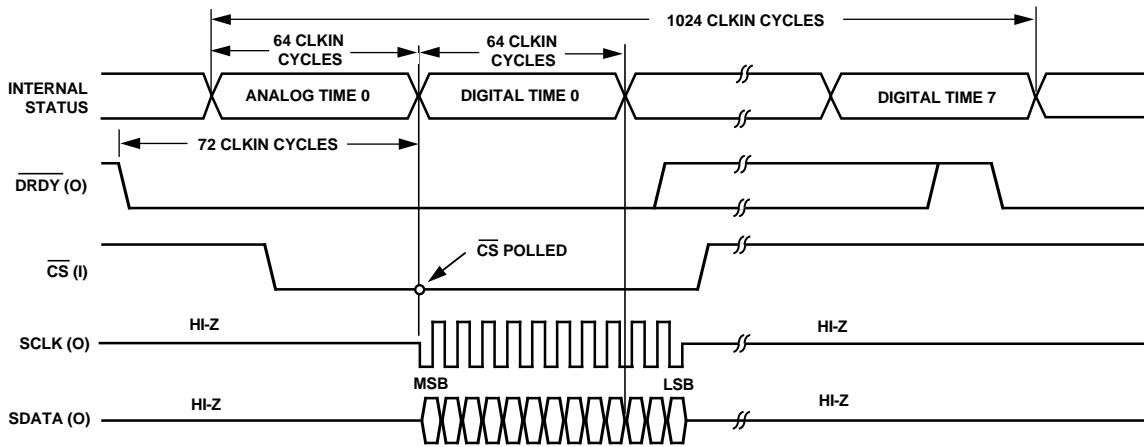 1024 CLKIN CYCLES
64 CLKIN
CYCLES
64 CLKIN
CYCLES
INTERNAL
STATUS
ANALOG TIME 0
DIGITAL TIME 0
DIGITAL TIME 7
72 CLKIN CYCLES
DRDY (O)
CS POLLED
CS (I)
HI-Z
HI-Z
SCLK (O)
MSB
LSB
HI-Z
HI-Z
SDATA (O)